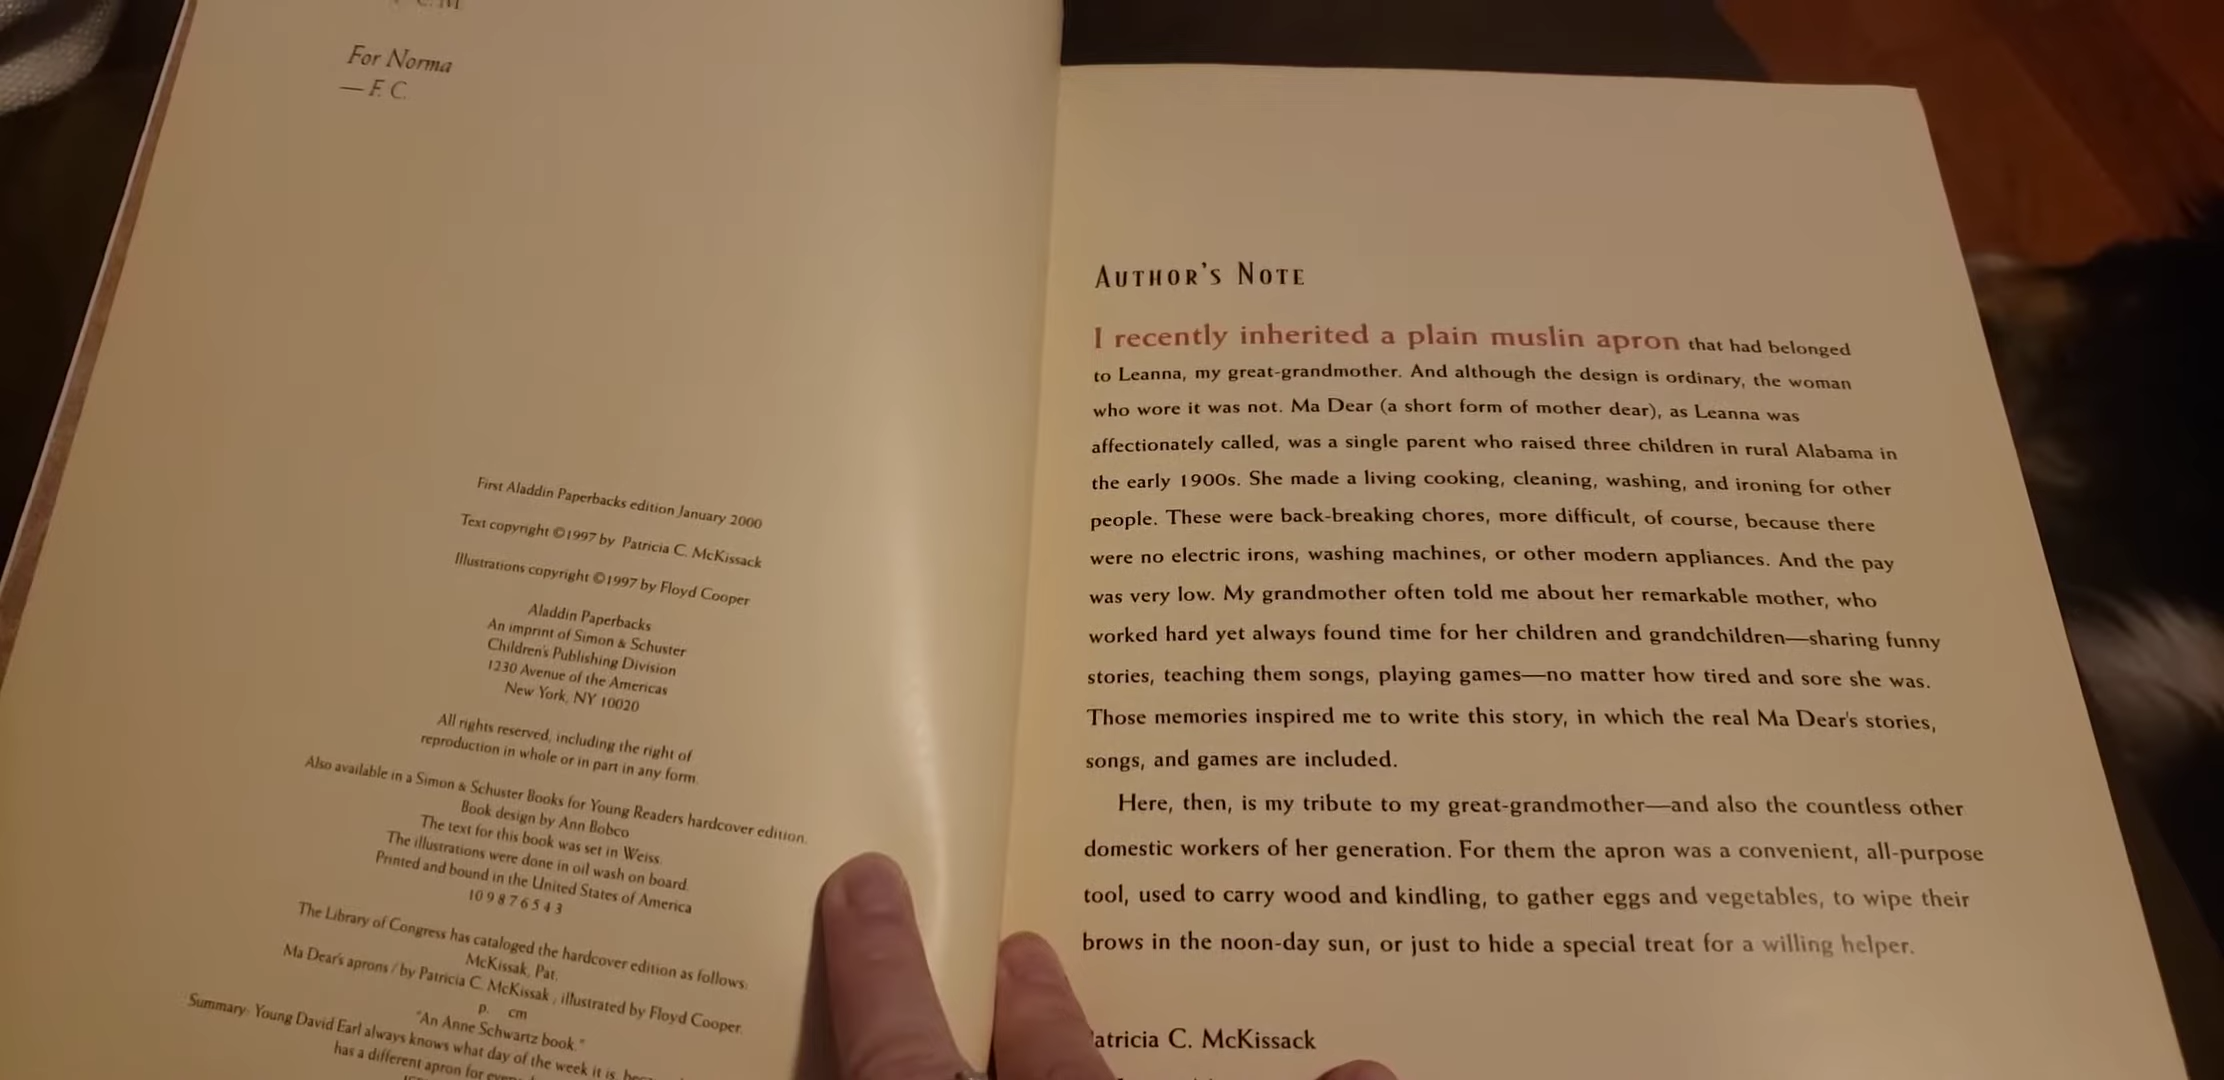 For Norma
— F. C.
First Aladdin Paperbacks edition January 2000
Text copyright ©1997 by Patricia C. McKissack
Illustrations copyright ©1997 by Floyd Cooper
Aladdin Paperbacks
An imprint of Simon & Schuster
Children's Publishing Division
1230 Avenue of the Americas
New York, NY 10020
All rights reserved, including the right of
reproduction in whole or in part in any form.
Also available in a Simon & Schuster Books for Young Readers hardcover edition.
Book design by Ann Bobco
The text for this book was set in Weiss.
The illustrations were done in oil wash on board.
Printed and bound in the United States of America
10 9 8 7 6 5 4 3
The Library of Congress has cataloged the hardcover edition as follows:
McKissak, Pat.
Ma Dear's aprons / by Patricia C. McKissak , illustrated by Floyd Cooper.
p. cm
"An Anne Schwartz book."
Summary: Young David Earl always knows what day of the week it is,
has a different apron for
AUTHOR'S NOTE
I recently inherited a plain muslin apron that had belonged
to Leanna, my great-grandmother. And although the design is ordinary, the woman
who wore it was not. Ma Dear (a short form of mother dear), as Leanna was
affectionately called, was a single parent who raised three children in rural Alabama in
the early 1900s. She made a living cooking, cleaning, washing, and ironing for other
people. These were back-breaking chores, more difficult, of course, because there
were no electric irons, washing machines, or other modern appliances. And the pay
was very low. My grandmother often told me about her remarkable mother, who
worked hard yet always found time for her children and grandchildren—sharing funny
stories, teaching them songs, playing games—no matter how tired and sore she was.
Those memories inspired me to write this story, in which the real Ma Dear's stories,
songs, and games are included.
Here, then, is my tribute to my great-grandmother—and also the countless other
domestic workers of her generation. For them the apron was a convenient, all-purpose
tool, used to carry wood and kindling, to gather eggs and vegetables, to wipe their
brows in the noon-day sun, or just to hide a special treat for a willing helper.
atricia C. McKissack